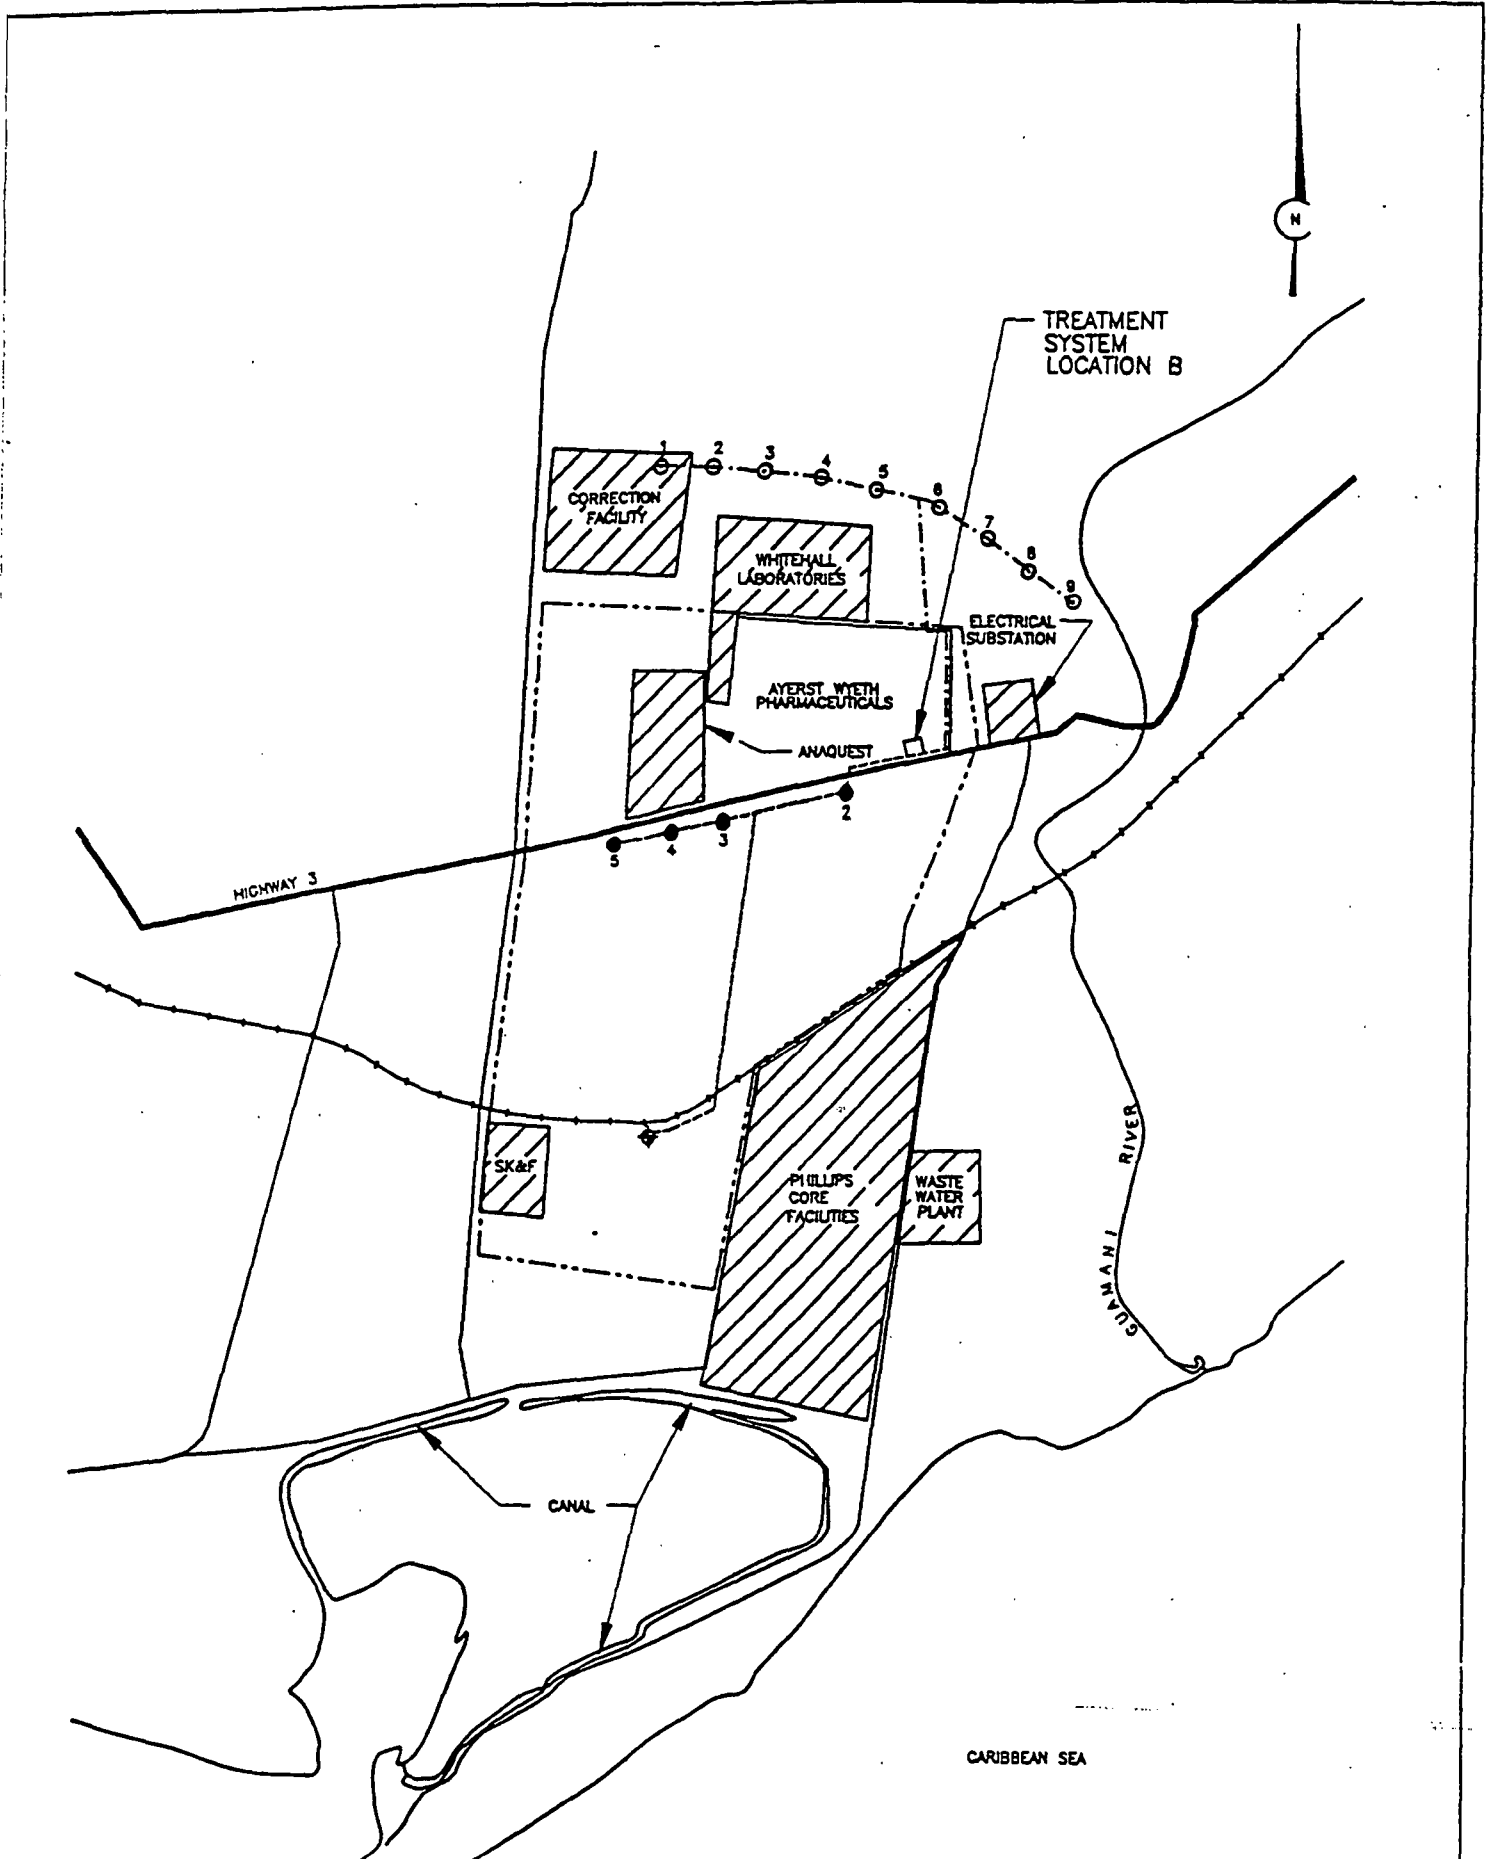 N
TREATMENT
SYSTEM
LOCATION B
1
2
3
4
5
6
7
8
9
CORRECTION
FACILITY
WHITEHALL
LABORATORIES
ELECTRICAL
SUBSTATION
AYERST WYETH
PHARMACEUTICALS
ANAQUEST
2
3
4
5
HIGHWAY 3
SK&F
PHILLIPS
CORE
FACILITIES
WASTE
WATER
PLANT
GUAMANI RIVER
CANAL
CARIBBEAN SEA